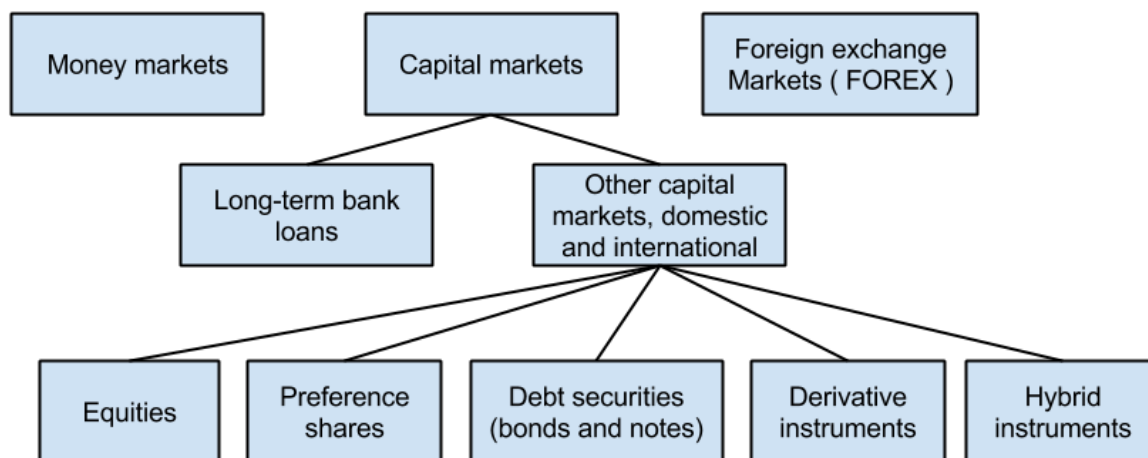 Money markets
Capital markets
Foreign exchange
Markets ( FOREX )
Long-term bank
loans
Other capital
markets, domestic
and international
Equities
Preference
shares
Debt securities
(bonds and notes)
Derivative
instruments
Hybrid
instruments